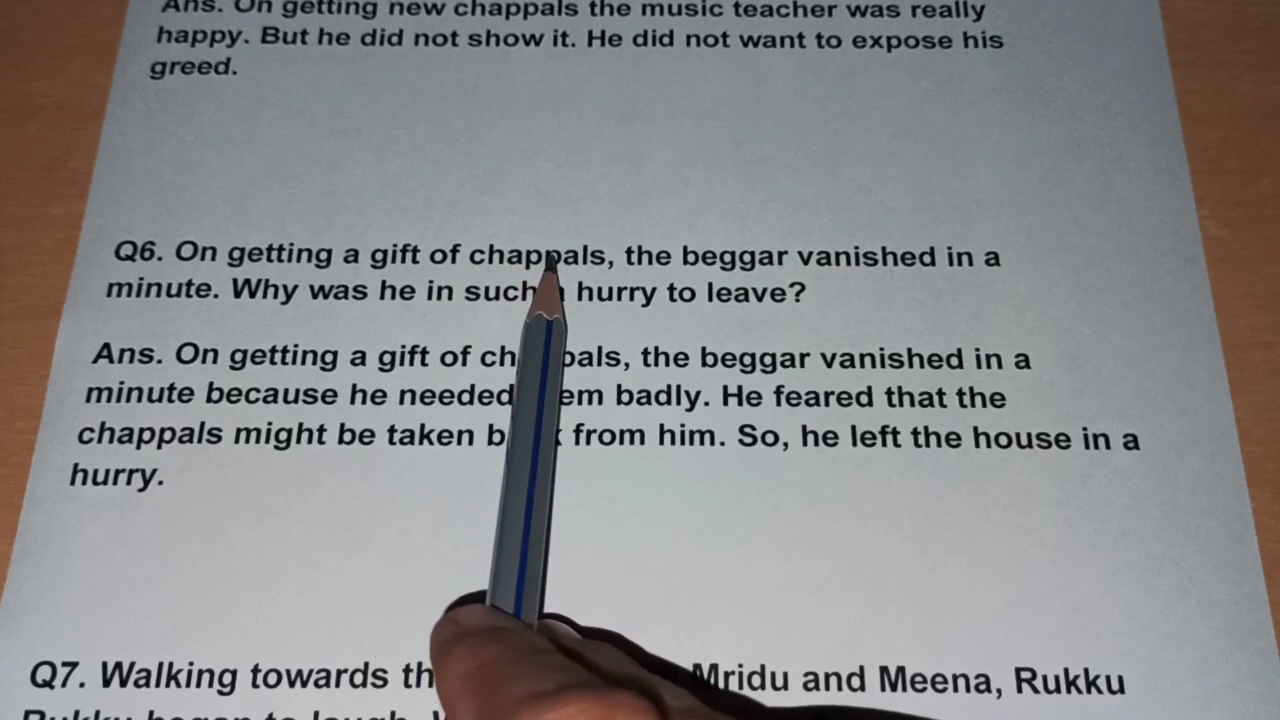 Ans. On getting new chappals the music teacher was really
happy. But he did not show it. He did not want to expose his
greed.
Q6. On getting a gift of chappals, the beggar vanished in a
minute. Why was he in such hurry to leave?
Ans. On getting a gift of chappals, the beggar vanished in a
minute because he needed them badly. He feared that the
chappals might be taken back from him. So, he left the house in a
hurry.
Q7. Walking towards Mridu and Meena, Rukku
Rukku began to laugh.